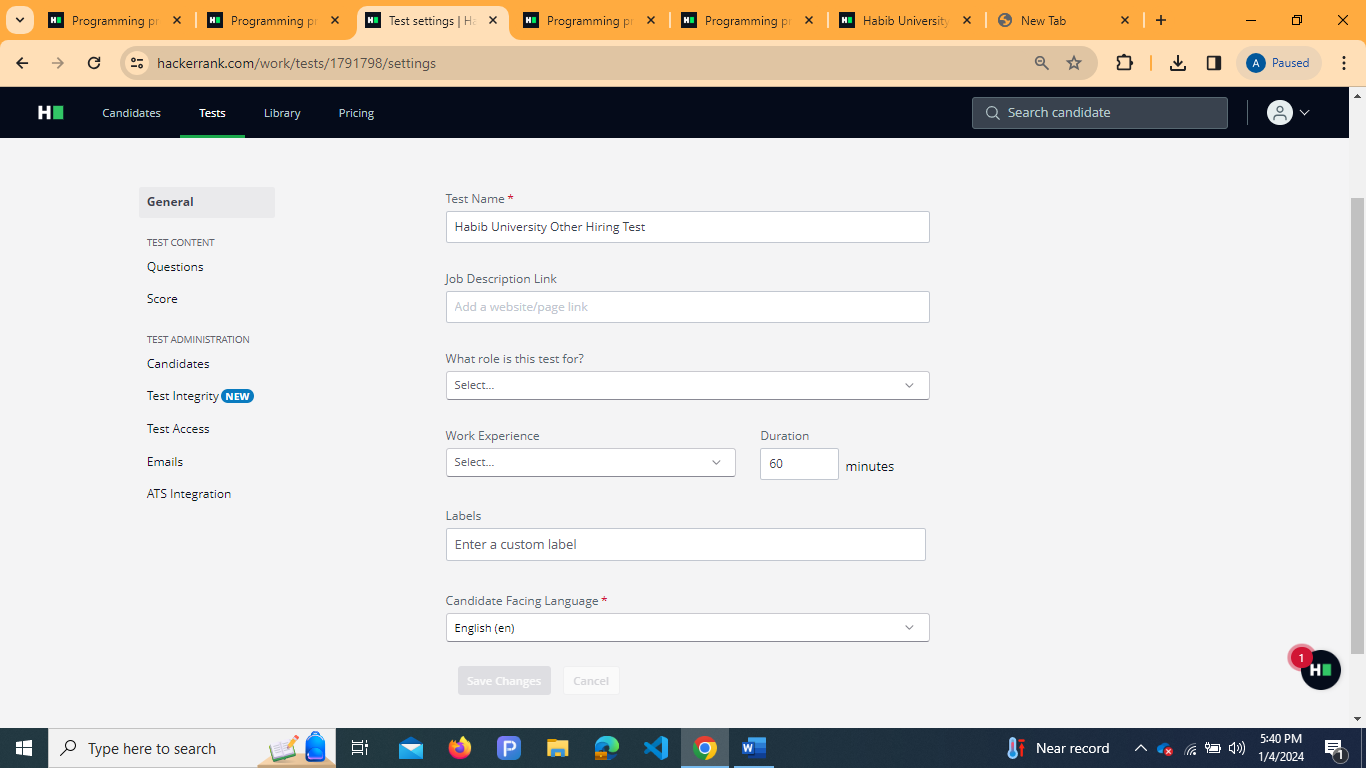 Programming pr
Programming pr
Test settings | Ha
Programming pr
Programming pr
Habib University
New Tab
hackerrank.com/work/tests/1791798/settings
A Paused
H Candidates Tests Library Pricing Search candidate
General
TEST CONTENT
Questions
Score
TEST ADMINISTRATION
Candidates
Test Integrity NEW
Test Access
Emails
ATS Integration
Test Name *
Habib University Other Hiring Test
Job Description Link
Add a website/page link
What role is this test for?
Select...
Work Experience
Select...
Duration
60 minutes
Labels
Enter a custom label
Candidate Facing Language *
English (en)
Save Changes Cancel
1
H
Type here to search
Near record
5:40 PM
1/4/2024
1